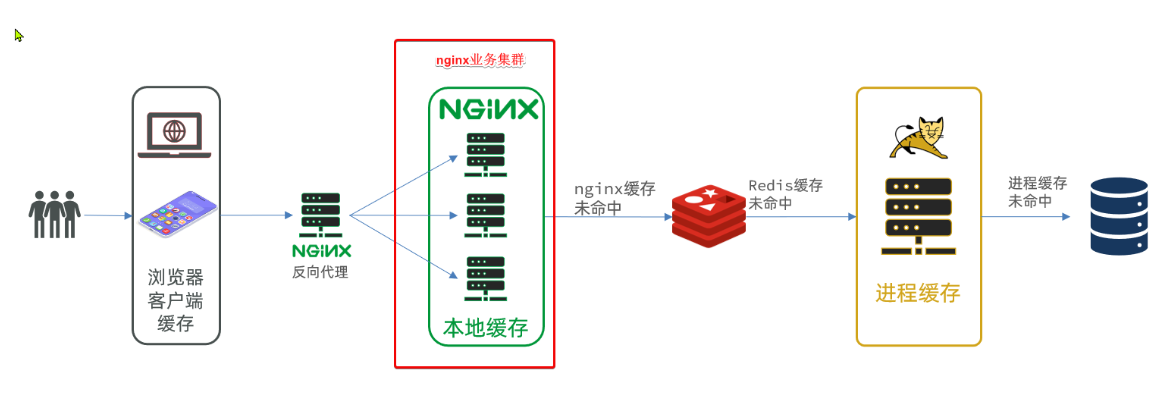 nginx业务集群
NGINX
nginx缓存
未命中
Redis缓存
未命中
进程缓存
未命中
NGINX
反向代理
浏览器
客户端
缓存
本地缓存
进程缓存